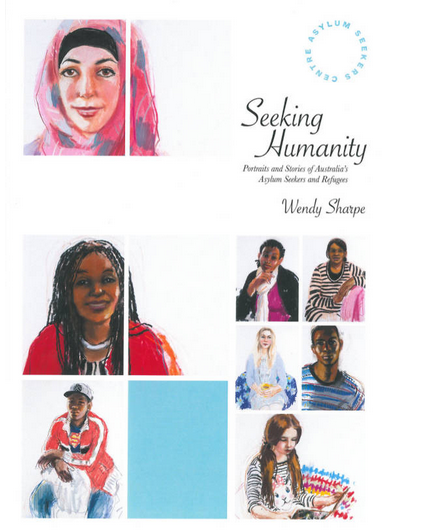 ASYLUM SEEKERS CENTRE
Seeking
Humanity
Portraits and Stories of Australia's
Asylum Seekers and Refugees
Wendy Sharpe